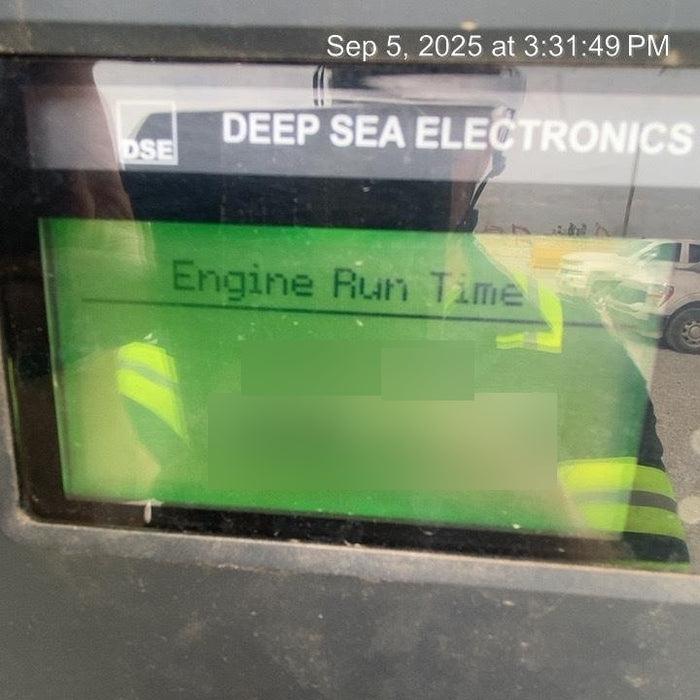 Sep 5, 2025 at 3:31:49 PM
DSE DEEP SEA ELECTRONICS
Engine Run Time